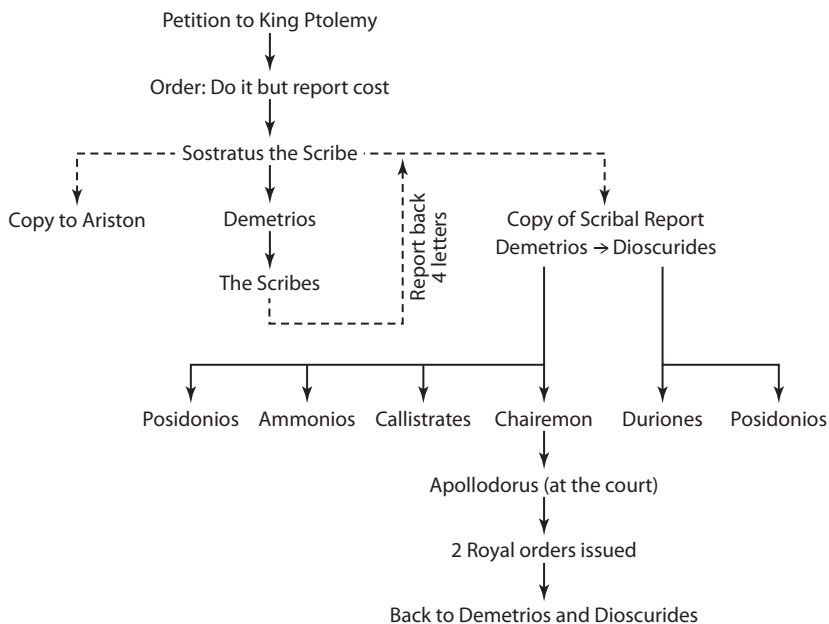 Petition to King Ptolemy
Order: Do it but report cost
Sostratus the Scribe
Copy to Ariston
Demetrios
The Scribes
Report back
4 letters
Copy of Scribal Report
Demetrios → Dioscurides
Posidonios
Ammonios
Callistrates
Chairemon
Duriones
Posidonios
Apollodorus (at the court)
2 Royal orders issued
Back to Demetrios and Dioscurides